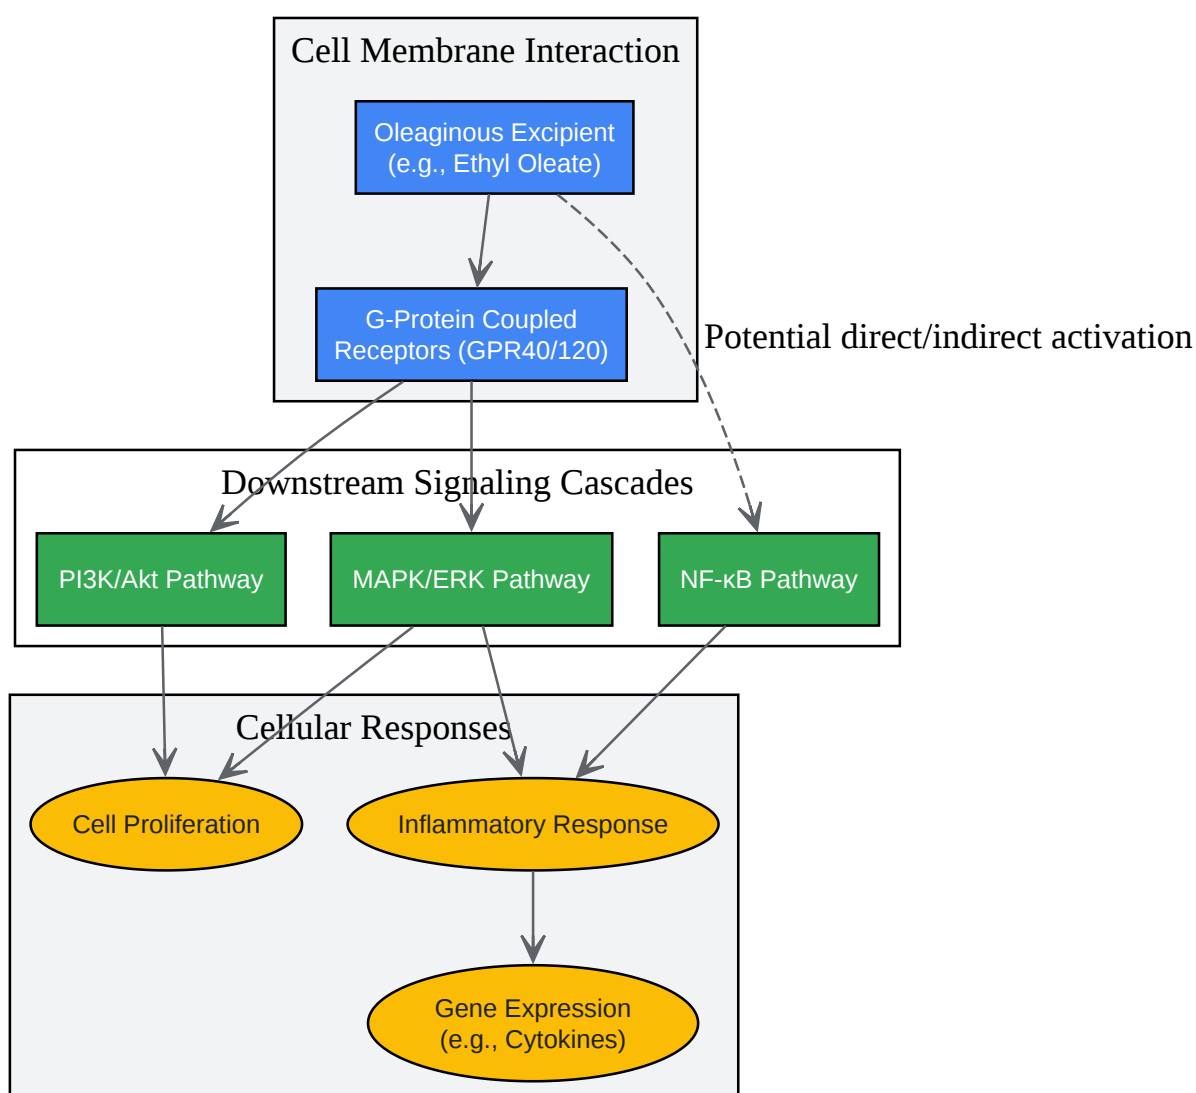 Cell Membrane Interaction
Oleaginous Excipient
(e.g., Ethyl Oleate)
G-Protein Coupled
Receptors (GPR40/120)
Potential direct/indirect activation
Downstream Signaling Cascades
PI3K/Akt Pathway
MAPK/ERK Pathway
NF-κB Pathway
Cellular Responses
Cell Proliferation
Inflammatory Response
Gene Expression
(e.g., Cytokines)